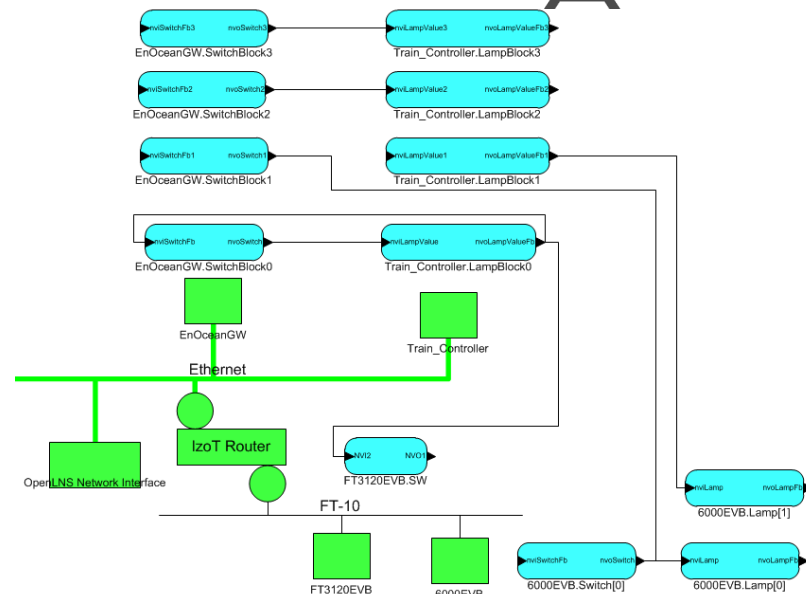 nviSwitchFb3 nvoSwitch3 nviLampValue3 nvoLampValueFb3
EnOceanGW.SwitchBlock3 Train_Controller.LampBlock3
nviSwitchFb2 nvoSwitch2 nviLampValue2 nvoLampValueFb2
EnOceanGW.SwitchBlock2 Train_Controller.LampBlock2
nviSwitchFb1 nvoSwitch1 nviLampValue1 nvoLampValueFb1
EnOceanGW.SwitchBlock1 Train_Controller.LampBlock1
nviSwitchFb nvoSwitch nviLampValue nvoLampValueFb
EnOceanGW.SwitchBlock0 Train_Controller.LampBlock0
EnOceanGW
Train_Controller
Ethernet
IzoT Router
NVI2 NVO1
OpenLNS Network Interface FT3120EVB.SW
nviLamp nvoLampFb
FT-10
6000EVB.Lamp[1]
nviSwitchFb nvoSwitch nviLamp nvoLampFb
FT3120EVB 6000EVB 6000EVB.Switch[0] 6000EVB.Lamp[0]